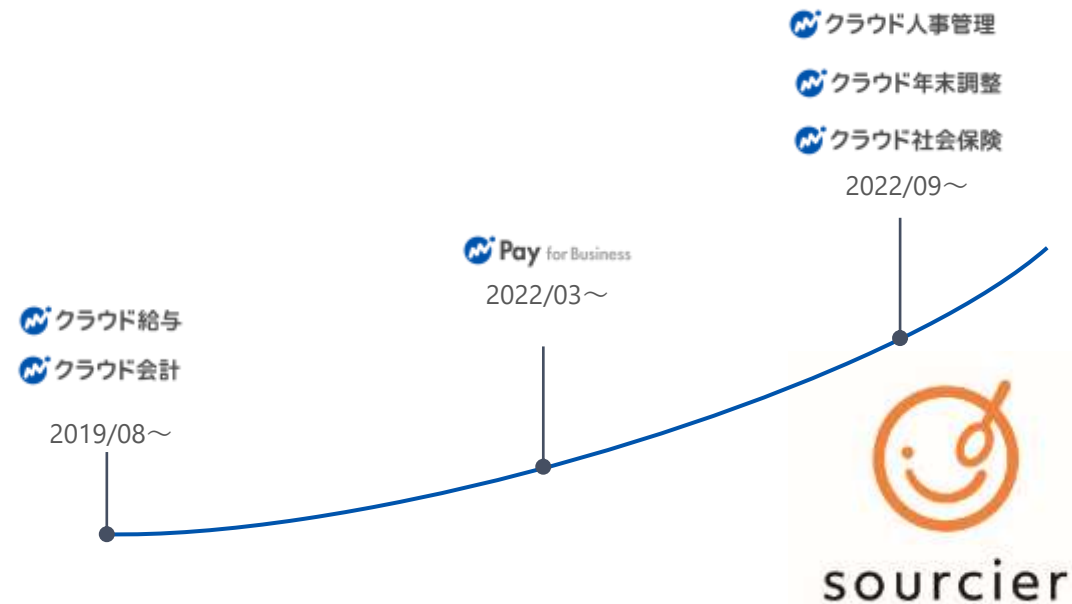 クラウド人事管理
クラウド年末調整
クラウド社会保険
2022/09～
Pay for Business
2022/03～
クラウド給与
クラウド会計
2019/08～
sourcier